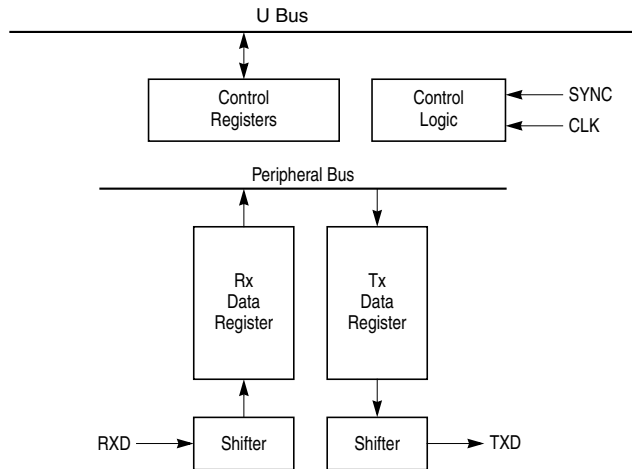 U Bus
Control
Registers
Control
Logic
SYNC
CLK
Peripheral Bus
Rx
Data
Register
Tx
Data
Register
RXD
Shifter
Shifter
TXD